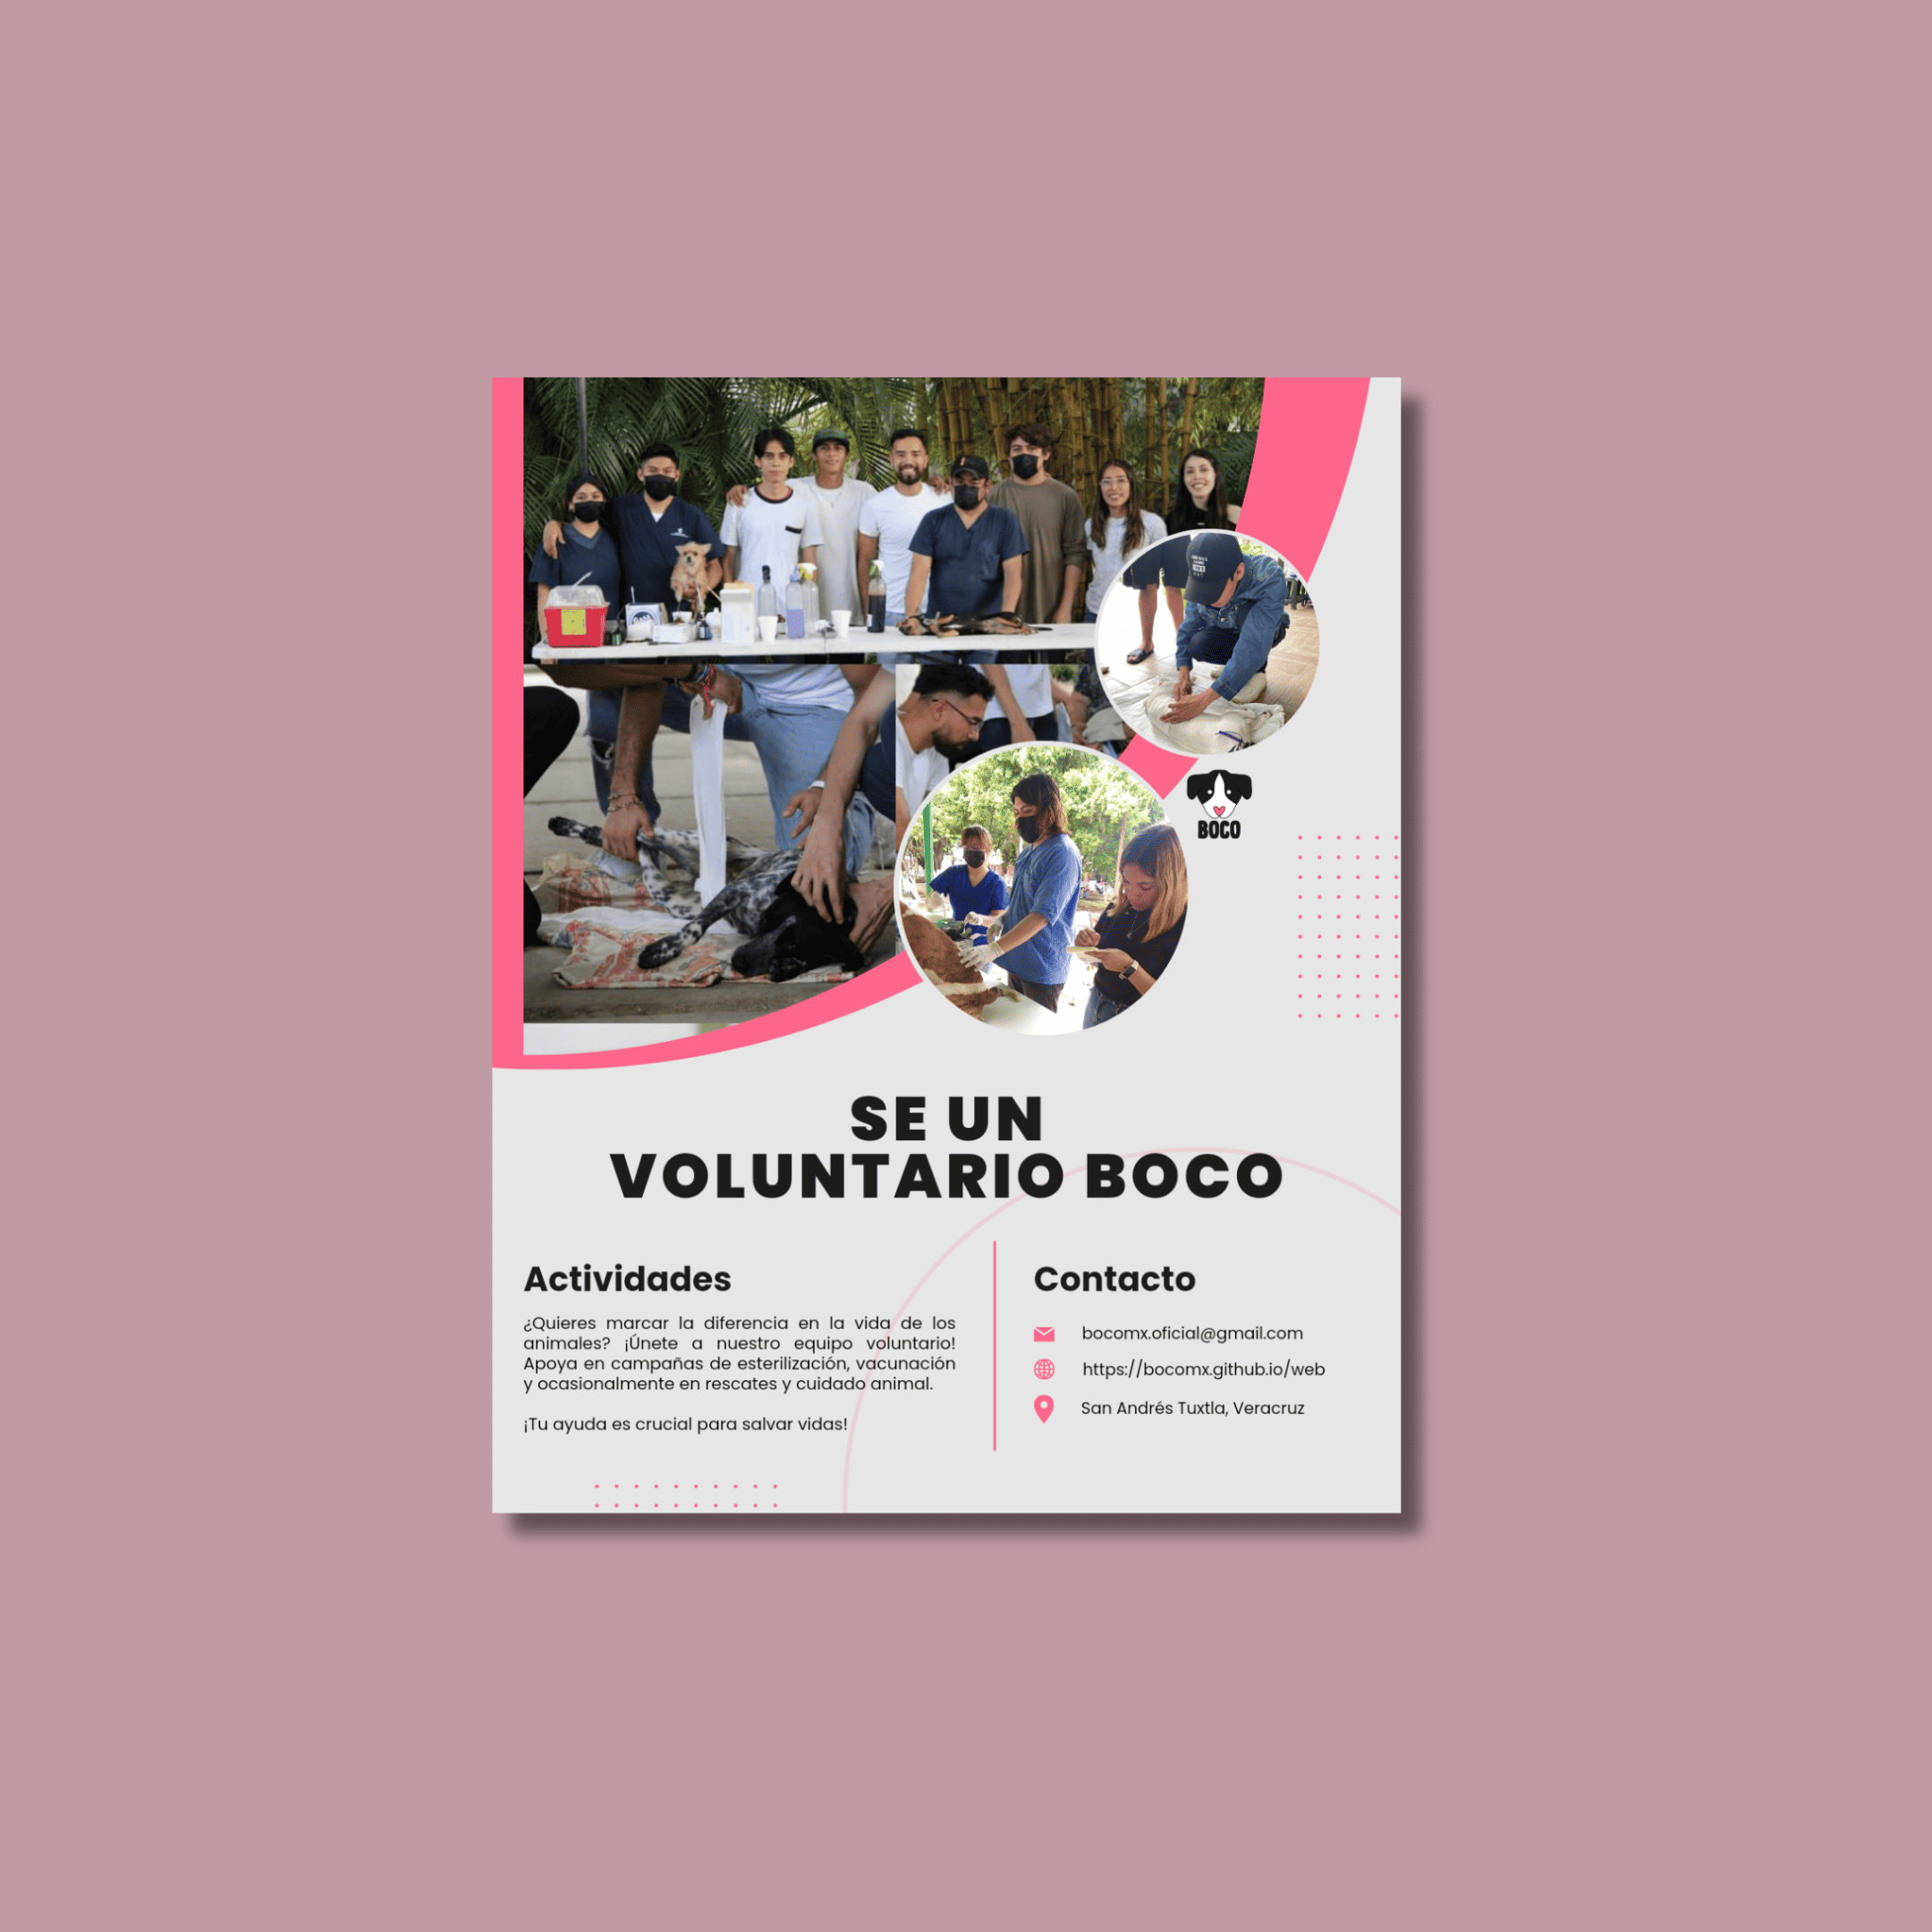 BOCO
SE UN
VOLUNTARIO BOCO
Actividades
¿Quieres marcar la diferencia en la vida de los
animales? ¡Únete a nuestro equipo voluntario!
Apoya en campañas de esterilización, vacunación
y ocasionalmente en rescates y cuidado animal.
¡Tu ayuda es crucial para salvar vidas!
Contacto
bocomx.oficial@gmail.com
https://bocomx.github.io/web
San Andrés Tuxtla, Veracruz